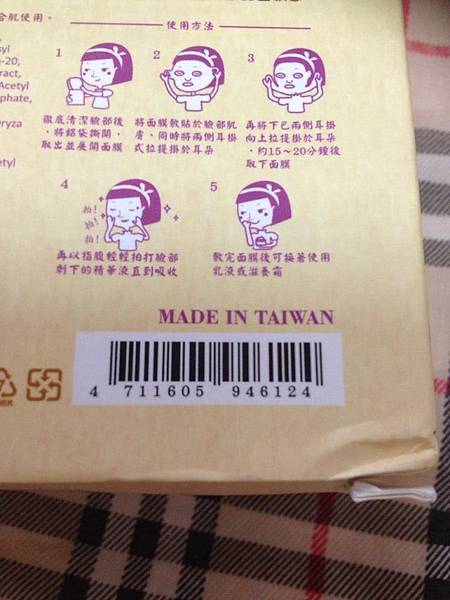 合肌使用。
使用方法
1
徹底清潔臉部後
，將鋁袋撕開，
取出並展開面膜
2
將面膜敷貼於臉部肌
膚，同時將兩側耳掛
式拉提掛於耳朵
3
再將下巴兩側耳掛
向上拉提掛於耳朵
，約15～20分鐘後
取下面膜
4
拍！
拍！
拍！
再以指腹輕輕拍打臉部
剩下的精華液直到吸收
5
敷完面膜後可接著使用
乳液或滋養霜
MADE IN TAIWAN
4 711605 946124